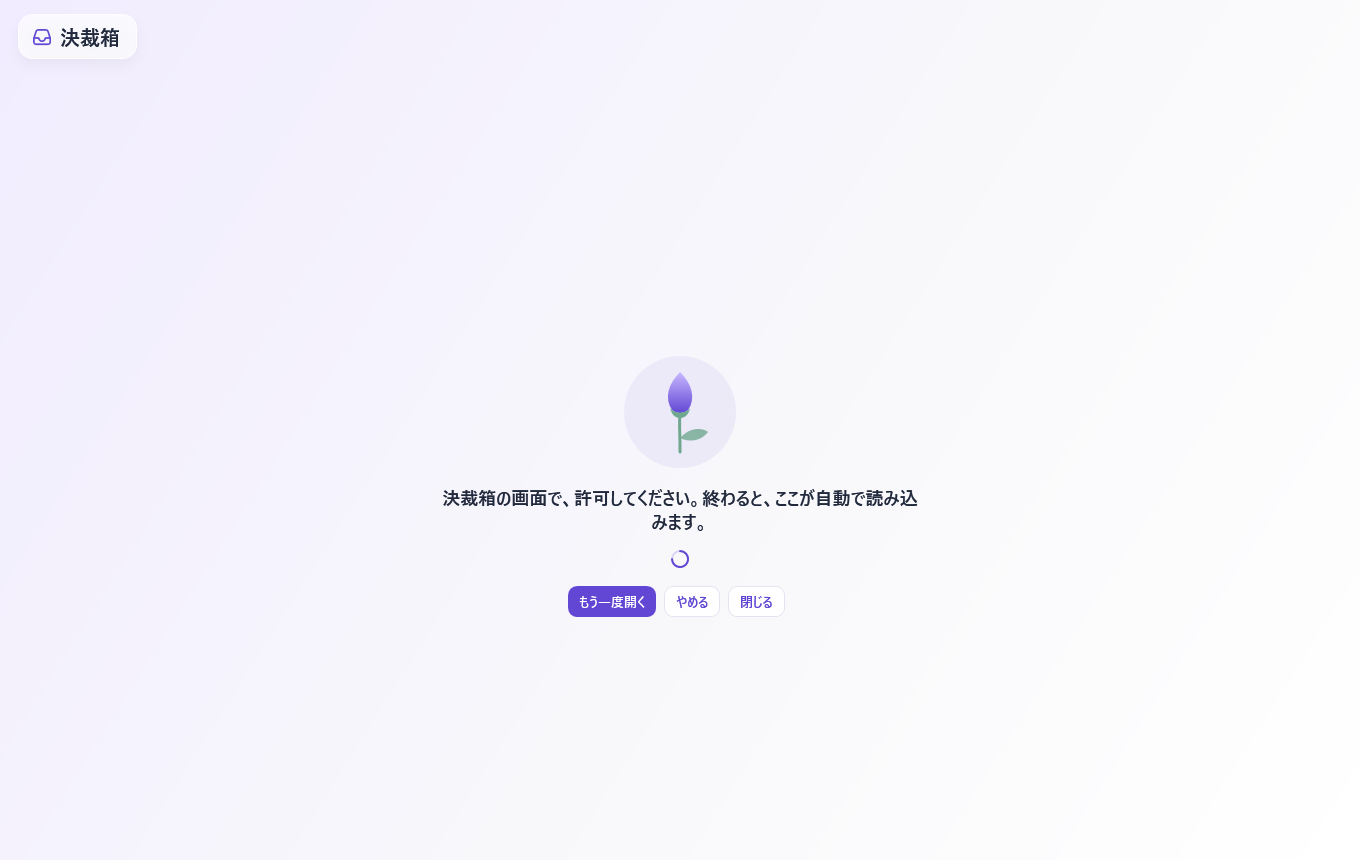 決裁箱
決裁箱の画面で、許可してください。終わると、ここが自動で読み込
みます。
もう一度開く
やめる
閉じる